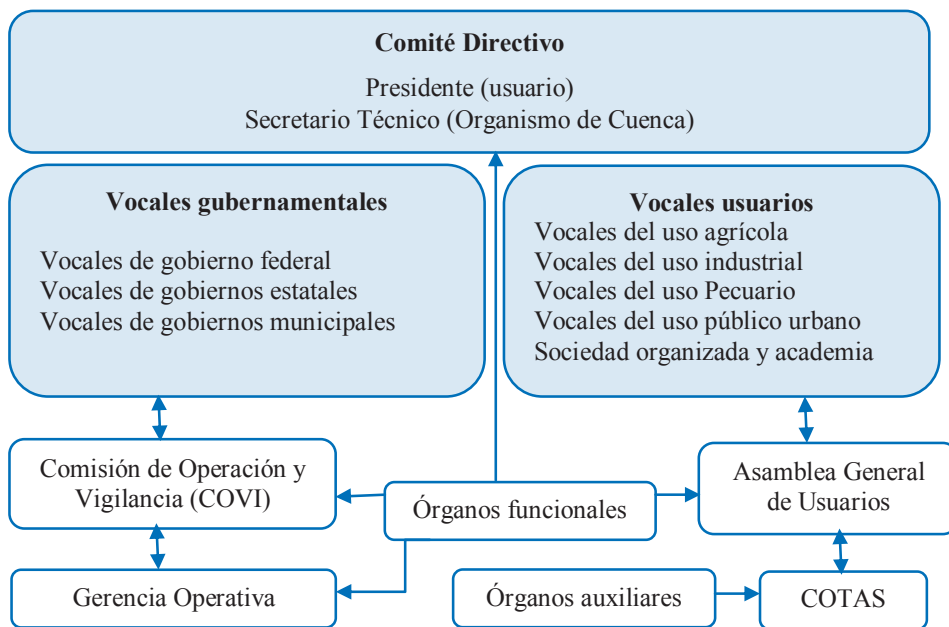 Comité Directivo
Presidente (usuario)
Secretario Técnico (Organismo de Cuenca)
Vocales gubernamentales
Vocales de gobierno federal
Vocales de gobiernos estatales
Vocales de gobiernos municipales
Vocales usuarios
Vocales del uso agrícola
Vocales del uso industrial
Vocales del uso Pecuario
Vocales del uso público urbano
Sociedad organizada y academia
Comisión de Operación y
Vigilancia (COVI)
Órganos funcionales
Asamblea General
de Usuarios
Gerencia Operativa
Órganos auxiliares
COTAS